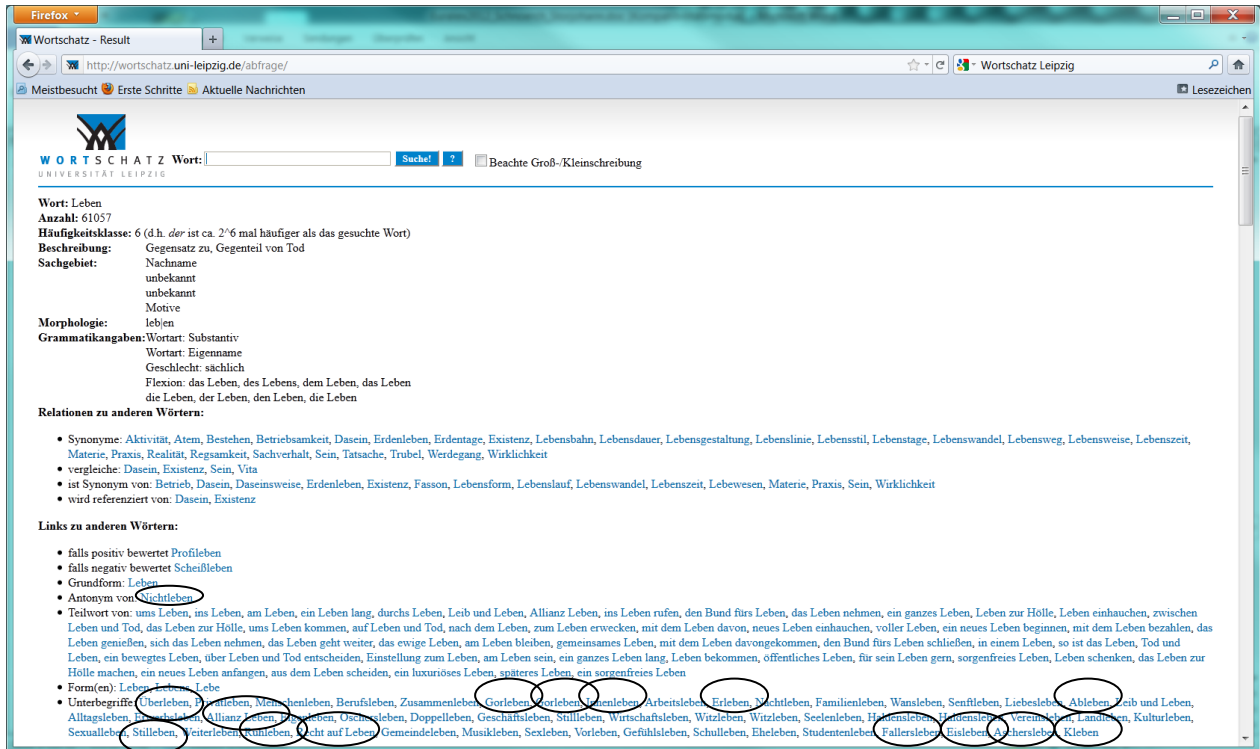 Firefox
Wortschatz - Result
http://wortschatz.uni-leipzig.de/abfrage/
Wortschatz Leipzig
Meistbesucht Erste Schritte Aktuelle Nachrichten Lesezeichen
WORTSCHATZ Wort: Suche! ? Beachte Groß-/Kleinschreibung
UNIVERSITÄT LEIPZIG
Wort: Leben
Anzahl: 61057
Häufigkeitsklasse: 6 (d.h. der ist ca. 2^6 mal häufiger als das gesuchte Wort)
Beschreibung: Gegensatz zu, Gegenteil von Tod
Sachgebiet: Nachname
unbekannt
unbekannt
Motive
Morphologie: leb|en
Grammatikangaben: Wortart: Substantiv
Wortart: Eigenname
Geschlecht: sächlich
Flexion: das Leben, des Lebens, dem Leben, das Leben
die Leben, der Leben, den Leben, die Leben
Relationen zu anderen Wörtern:
Synonyme: Aktivität, Atem, Bestehen, Betriebsamkeit, Dasein, Erdenleben, Erdentage, Existenz, Lebensbahn, Lebensdauer, Lebensgestaltung, Lebenslinie, Lebensstil, Lebenstage, Lebenswandel, Lebensweg, Lebensweise, Lebenszeit,
Materie, Praxis, Realität, Regsamkeit, Sachverhalt, Sein, Tatsache, Trubel, Werdegang, Wirklichkeit
vergleiche: Dasein, Existenz, Sein, Vita
ist Synonym von: Betrieb, Dasein, Daseinsweise, Erdenleben, Existenz, Fasson, Lebensform, Lebenslauf, Lebenswandel, Lebenszeit, Lebewesen, Materie, Praxis, Sein, Wirklichkeit
wird referenziert von: Dasein, Existenz
Links zu anderen Wörtern:
falls positiv bewertet Profileben
falls negativ bewertet Scheißleben
Grundform: Leben
Antonym von: Nichtleben
Teilwort von: ums Leben, ins Leben, am Leben, ein Leben lang, durchs Leben, Leib und Leben, Allianz Leben, ins Leben rufen, den Bund fürs Leben, das Leben nehmen, ein ganzes Leben, Leben zur Hölle, Leben einhauchen, zwischen
Leben und Tod, das Leben zur Hölle, ums Leben kommen, auf Leben und Tod, nach dem Leben, zum Leben erwecken, mit dem Leben davon, neues Leben einhauchen, voller Leben, ein neues Leben beginnen, mit dem Leben bezahlen, das
Leben genießen, sich das Leben nehmen, das Leben geht weiter, das ewige Leben, am Leben bleiben, gemeinsames Leben, mit dem Leben davongekommen, den Bund fürs Leben schließen, in einem Leben, so ist das Leben, Tod und
Leben, ein bewegtes Leben, über Leben und Tod entscheiden, Einstellung zum Leben, am Leben sein, ein ganzes Leben lang, Leben bekommen, öffentliches Leben, für sein Leben gern, sorgenfreies Leben, Leben schenken, das Leben zur
Hölle machen, ein neues Leben anfangen, aus dem Leben scheiden, ein luxuriöses Leben, späteres Leben, ein sorgenfreies Leben
Form(en): Leben, Lebens, Lebe
Unterbegriffe: Überleben, Privatleben, Menschenleben, Berufsleben, Zusammenleben, Gorleben, Vorleben, Innenleben, Arbeitsleben, Erleben, Nachtleben, Familienleben, Wansleben, Senftleben, Liebesleben, Ableben, Leib und Leben,
Alltagsleben, Erwerbsleben, Allianz Leben, Eigenleben, Oschersleben, Doppelleben, Geschäftsleben, Stillleben, Wirtschaftsleben, Witzleben, Witzleben, Seelenleben, Haldensleben, Haldensleben, Vereinsleben, Landleben, Kulturleben,
Sexualleben, Stilleben, Weiterleben, Ruhleben, Recht auf Leben, Gemeindeleben, Musikleben, Sexleben, Vorleben, Gefühlsleben, Schulleben, Eheleben, Studentenleben, Fallersleben, Eisleben, Aschersleben, Kleben